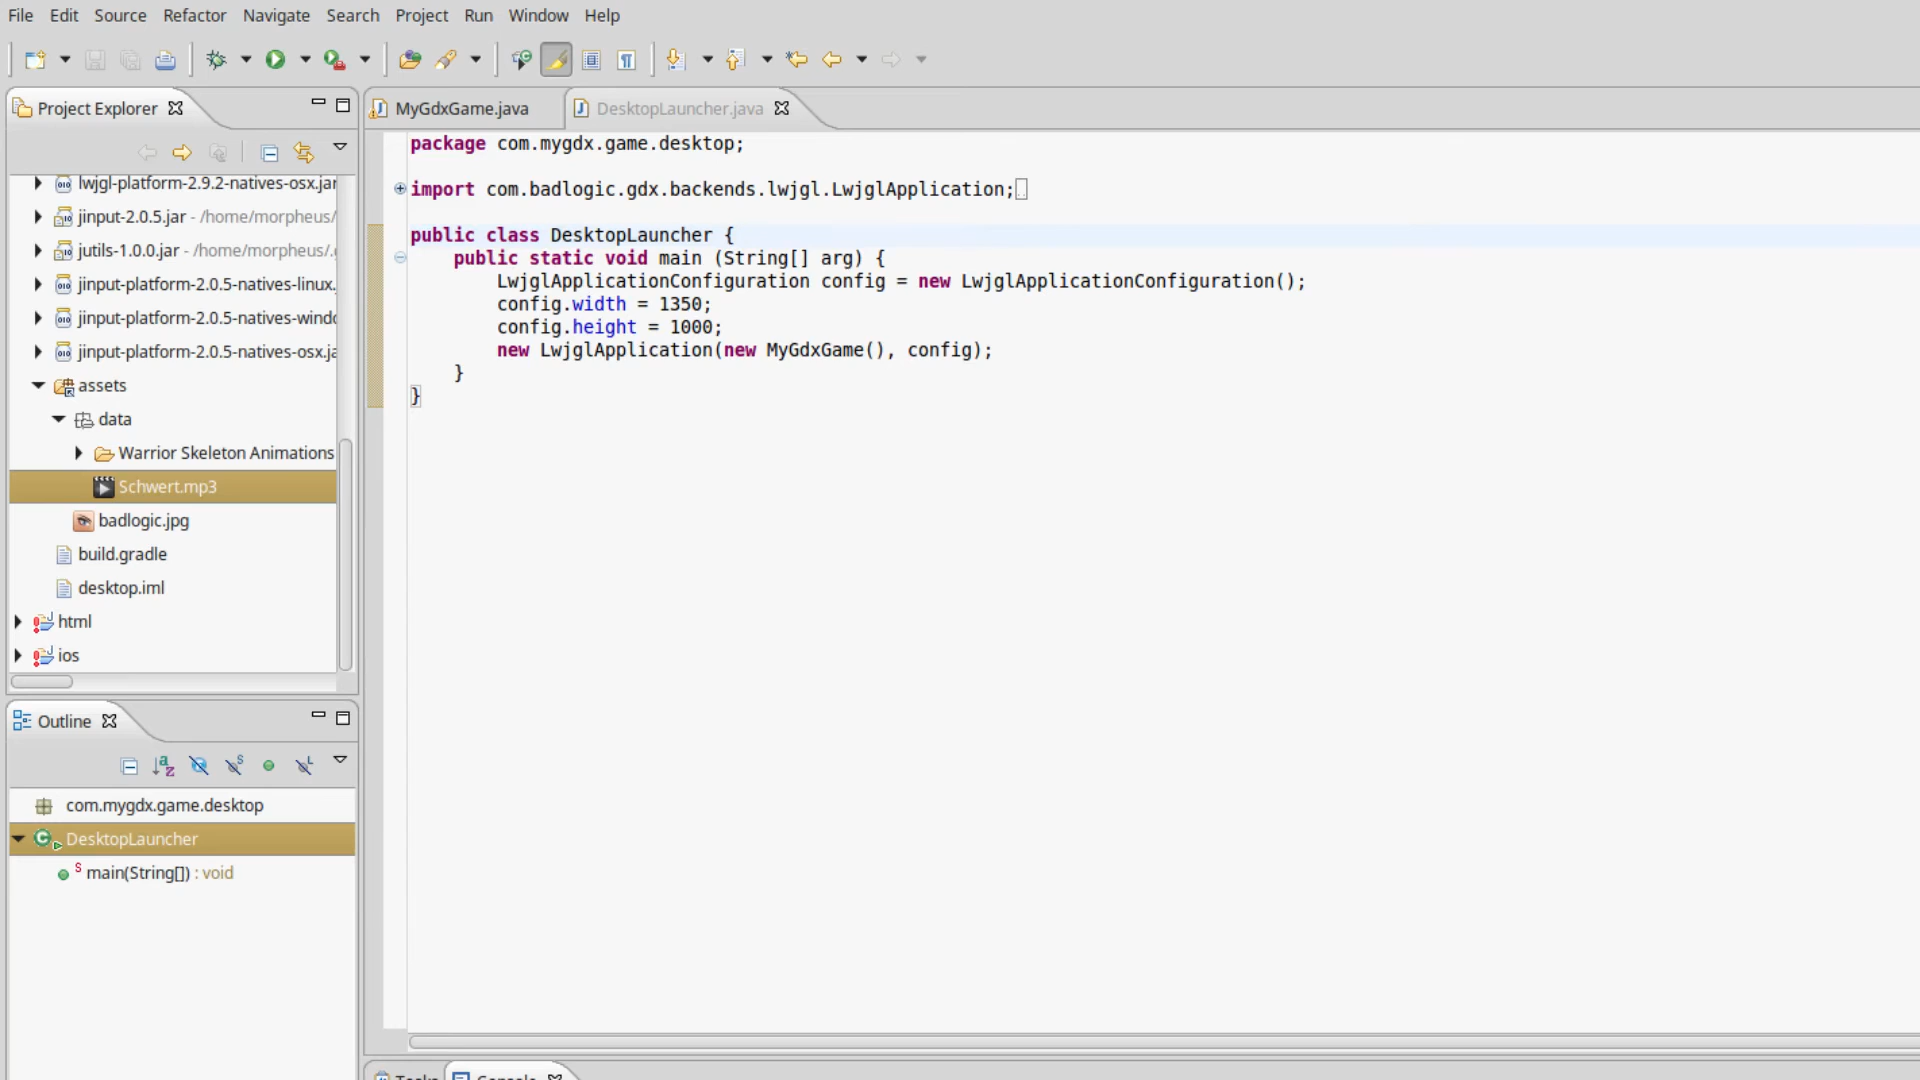 File Edit Source Refactor Navigate Search Project Run Window Help
Project Explorer
MyGdxGame.java
DesktopLauncher.java
lwjgl-platform-2.9.2-natives-osx.jar
jinput-2.0.5.jar - /home/morpheus/
jutils-1.0.0.jar - /home/morpheus/.
jinput-platform-2.0.5-natives-linux.
jinput-platform-2.0.5-natives-windo
jinput-platform-2.0.5-natives-osx.ja
assets
data
Warrior Skeleton Animations
Schwert.mp3
badlogic.jpg
build.gradle
desktop.iml
html
ios
package com.mygdx.game.desktop;
import com.badlogic.gdx.backends.lwjgl.LwjglApplication;
public class DesktopLauncher {
public static void main (String[] arg) {
LwjglApplicationConfiguration config = new LwjglApplicationConfiguration();
config.width = 1350;
config.height = 1000;
new LwjglApplication(new MyGdxGame(), config);
}
}
Outline
com.mygdx.game.desktop
DesktopLauncher
main(String[]) : void
Tasks Console